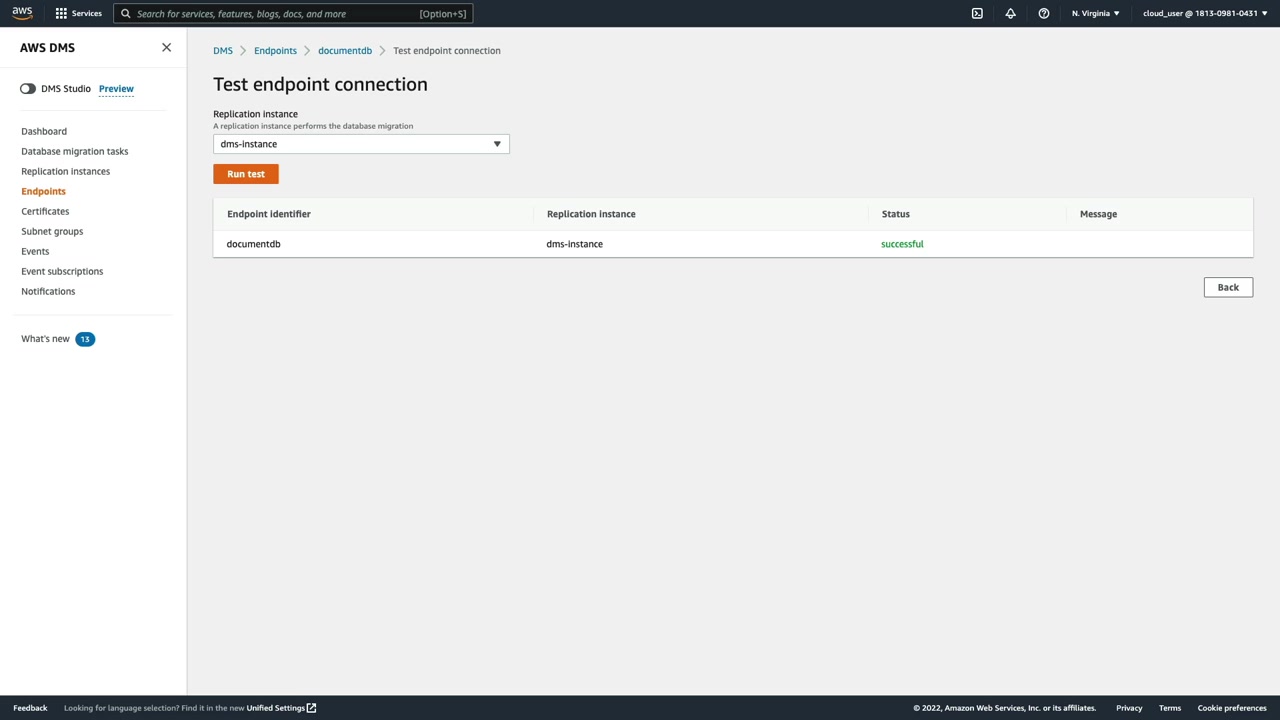 aws Services Search for services, features, blogs, docs, and more [Option+S] N. Virginia cloud_user @ 1813-0981-0431
AWS DMS
DMS Studio Preview
Dashboard
Database migration tasks
Replication instances
Endpoints
Certificates
Subnet groups
Events
Event subscriptions
Notifications
What's new 13
DMS Endpoints documentdb Test endpoint connection
Test endpoint connection
Replication instance
A replication instance performs the database migration
dms-instance
Run test
Endpoint identifier Replication instance Status Message
documentdb dms-instance successful
Back
Feedback Looking for language selection? Find it in the new Unified Settings © 2022, Amazon Web Services, Inc. or its affiliates. Privacy Terms Cookie preferences